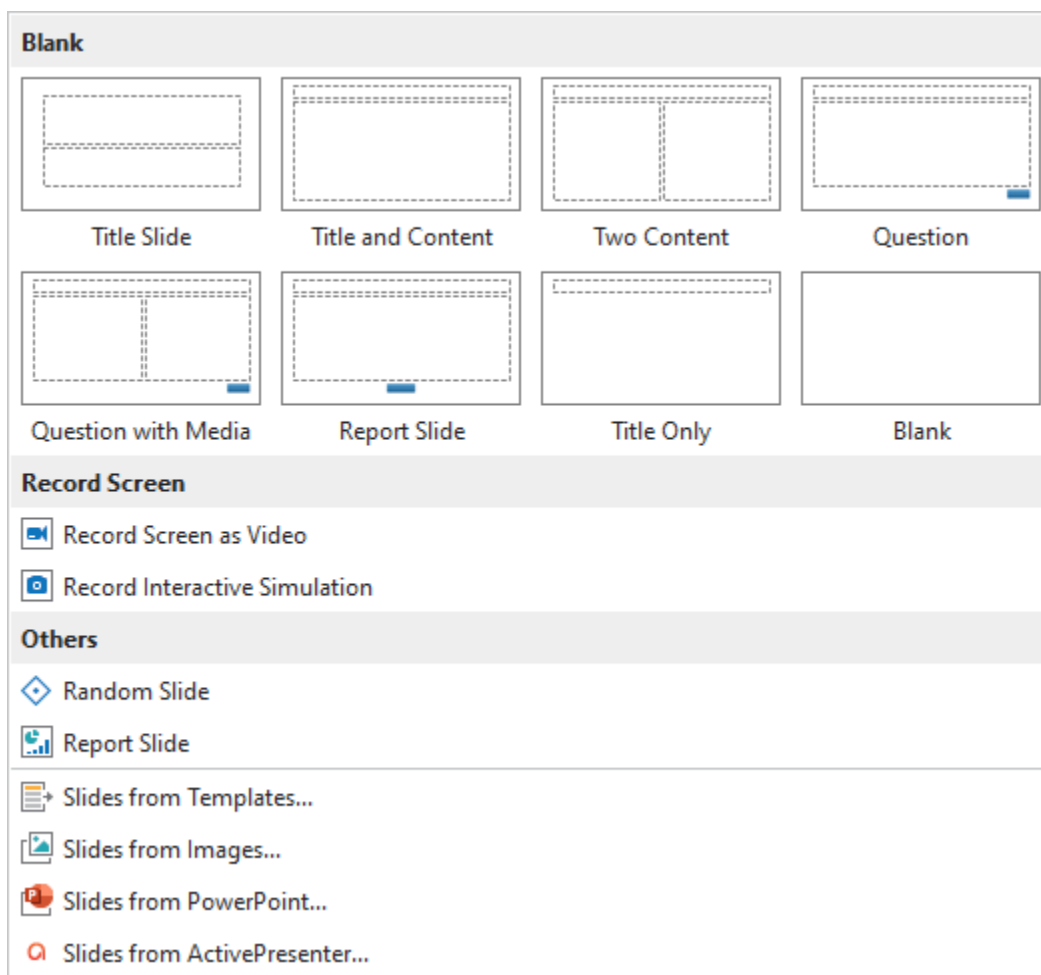 Blank
Title Slide
Title and Content
Two Content
Question
Question with Media
Report Slide
Title Only
Blank
Record Screen
Record Screen as Video
Record Interactive Simulation
Others
Random Slide
Report Slide
Slides from Templates...
Slides from Images...
Slides from PowerPoint...
Slides from ActivePresenter...